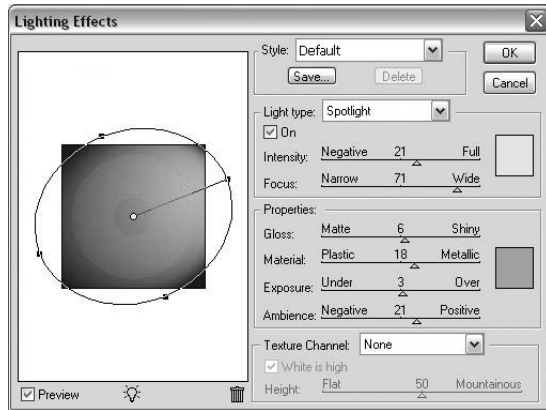 Lighting Effects
Style: Default
OK
Save...
Delete
Cancel
Light type: Spotlight
On
Intensity: Negative 21 Full
Focus: Narrow 71 Wide
Properties:
Gloss: Matte 6 Shiny
Material: Plastic 18 Metallic
Exposure: Under 3 Over
Ambience: Negative 21 Positive
Texture Channel: None
White is high
Height: Flat 50 Mountainous
Preview